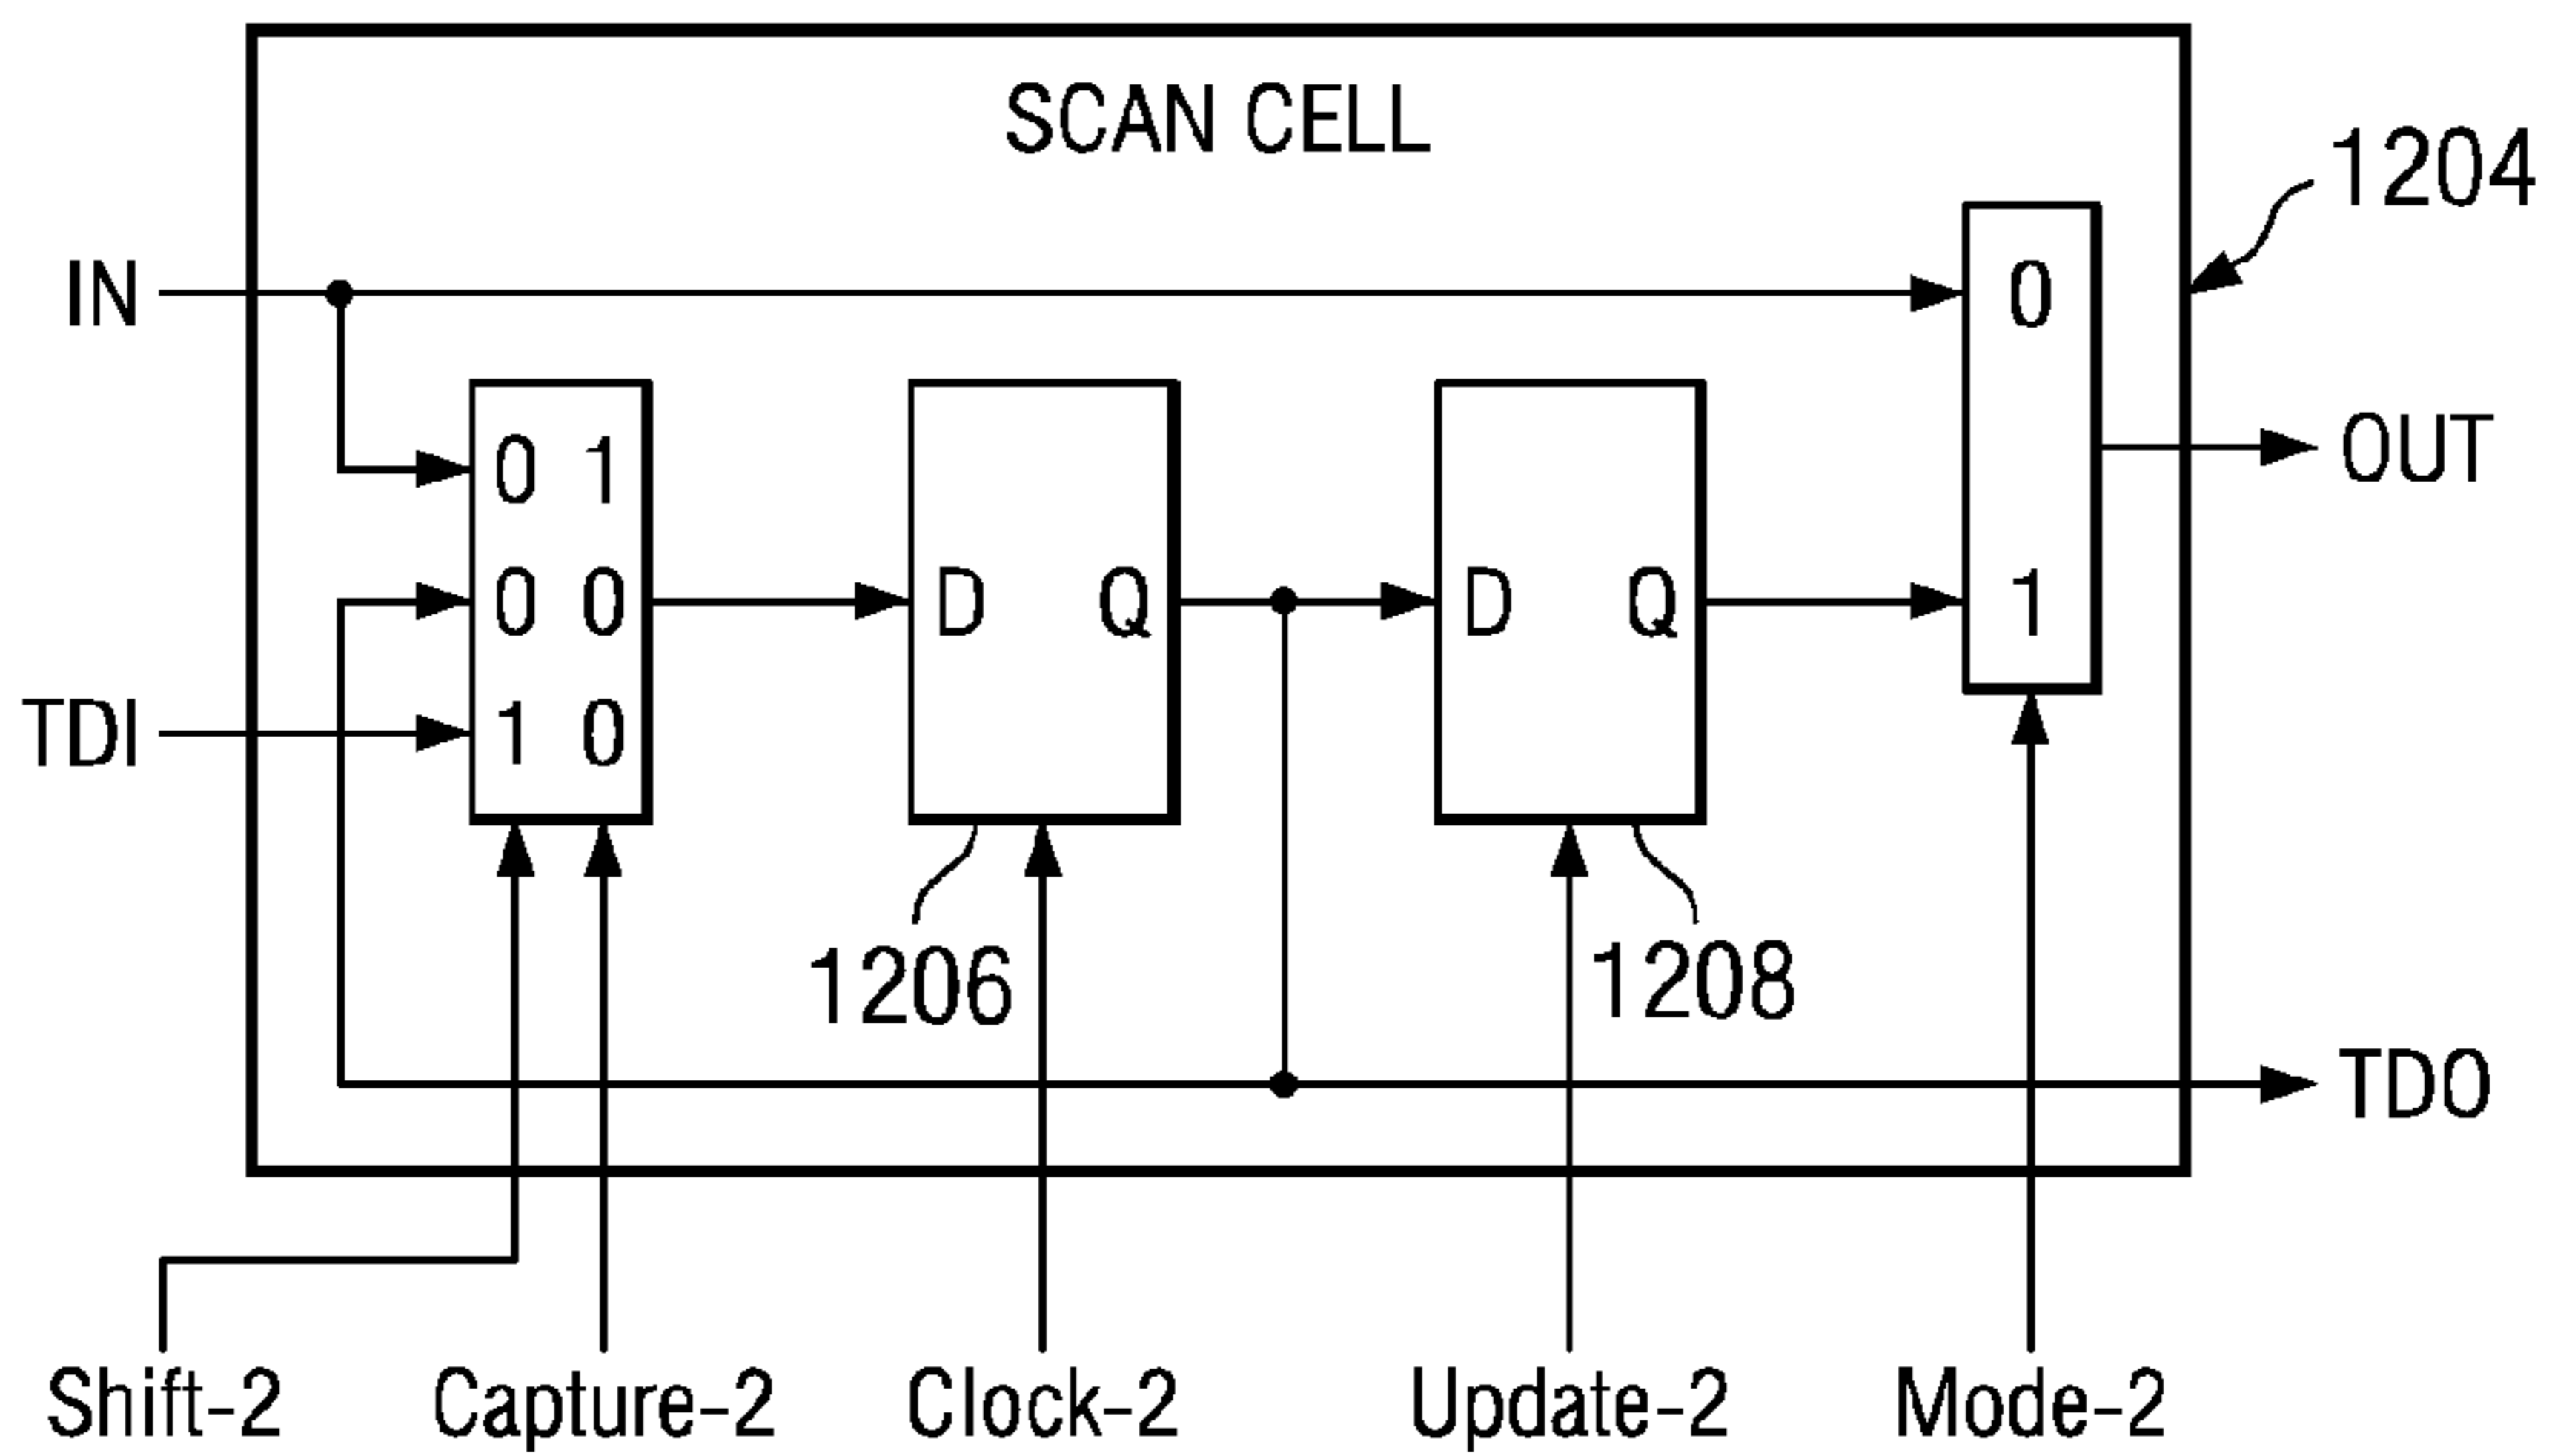 SCAN CELL
1204
IN
0
0 1
OUT
0 0
D Q
D Q
1
TDI
1 0
1206
1208
TDO
Shift-2
Capture-2
Clock-2
Update-2
Mode-2